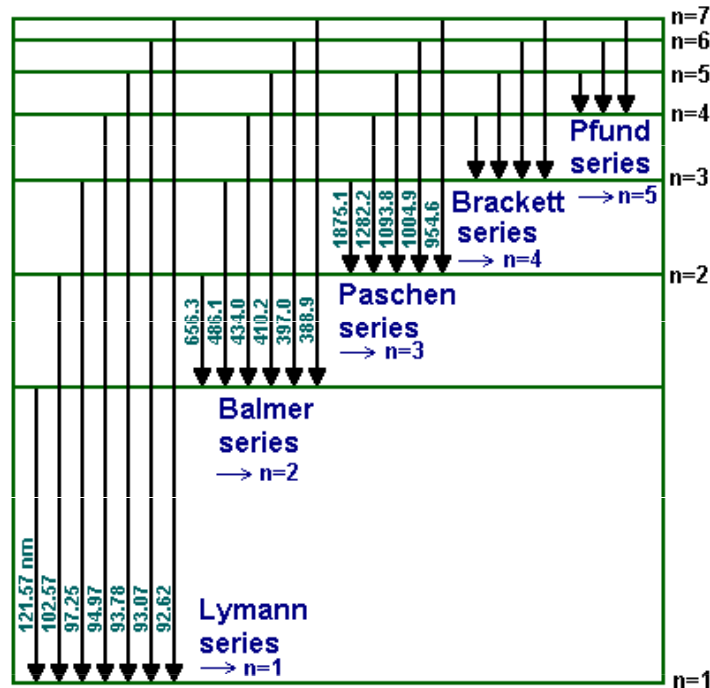 n=7
n=6
n=5
n=4
Pfund
series
→ n=5
n=3
1875.1
1282.2
1093.8
1004.9
954.6
Brackett
series
→ n=4
n=2
656.3
486.1
434.0
410.2
397.0
388.9
Paschen
series
→ n=3
Balmer
series
→ n=2
121.57 nm
102.57
97.25
94.97
93.78
93.07
92.62
Lymann
series
→ n=1
n=1